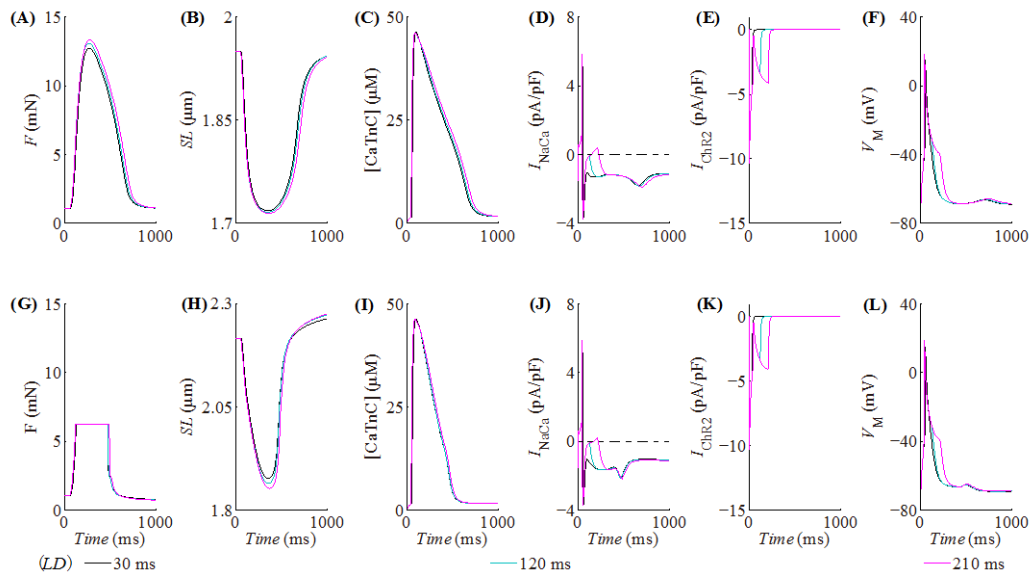 (A) (B) (C) (D) (E) (F)
F (mN)
15
10
5
0
0 1000
SL (μm)
2
1.85
1.7
0 1000
[CaTnC] (μM)
50
25
0
0 1000
I_NaCa (pA/pF)
8
4
0
−4
0 1000
I_ChR2 (pA/pF)
0
−5
−10
−15
0 1000
V_M (mV)
40
0
−40
−80
0 1000
(G) (H) (I) (J) (K) (L)
F (mN)
15
10
5
0
0 1000
Time (ms)
SL (μm)
2.3
2.05
1.8
0 1000
Time (ms)
[CaTnC] (μM)
50
25
0
0 1000
Time (ms)
I_NaCa (pA/pF)
8
4
0
−4
0 1000
Time (ms)
I_ChR2 (pA/pF)
0
−5
−10
−15
0 1000
Time (ms)
V_M (mV)
40
0
−40
−80
0 1000
Time (ms)
(LD) 30 ms 120 ms 210 ms